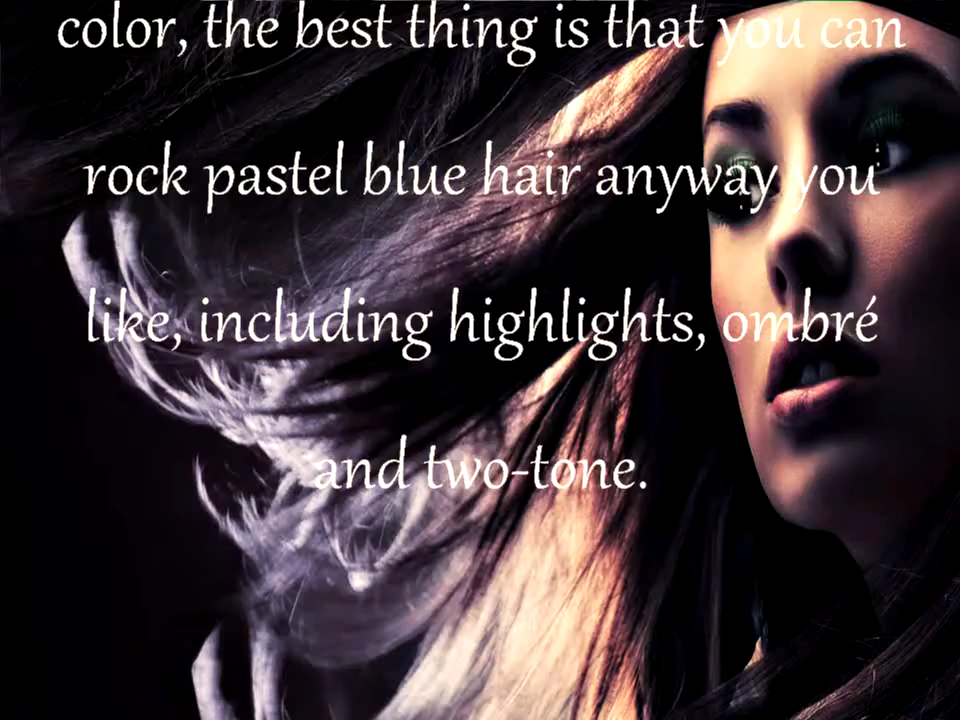 color, the best thing is that you can
rock pastel blue hair anyway you
like, including highlights, ombré
and two-tone.